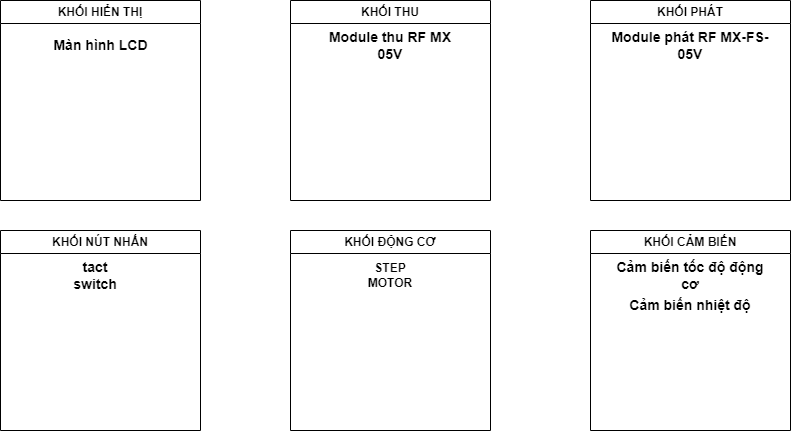 KHỐI HIỂN THỊ
Màn hình LCD
KHỐI THU
Module thu RF MX
05V
KHỐI PHÁT
Module phát RF MX-FS-
05V
KHỐI NÚT NHẤN
tact
switch
KHỐI ĐỘNG CƠ
STEP
MOTOR
KHỐI CẢM BIẾN
Cảm biến tốc độ động
cơ
Cảm biến nhiệt độ